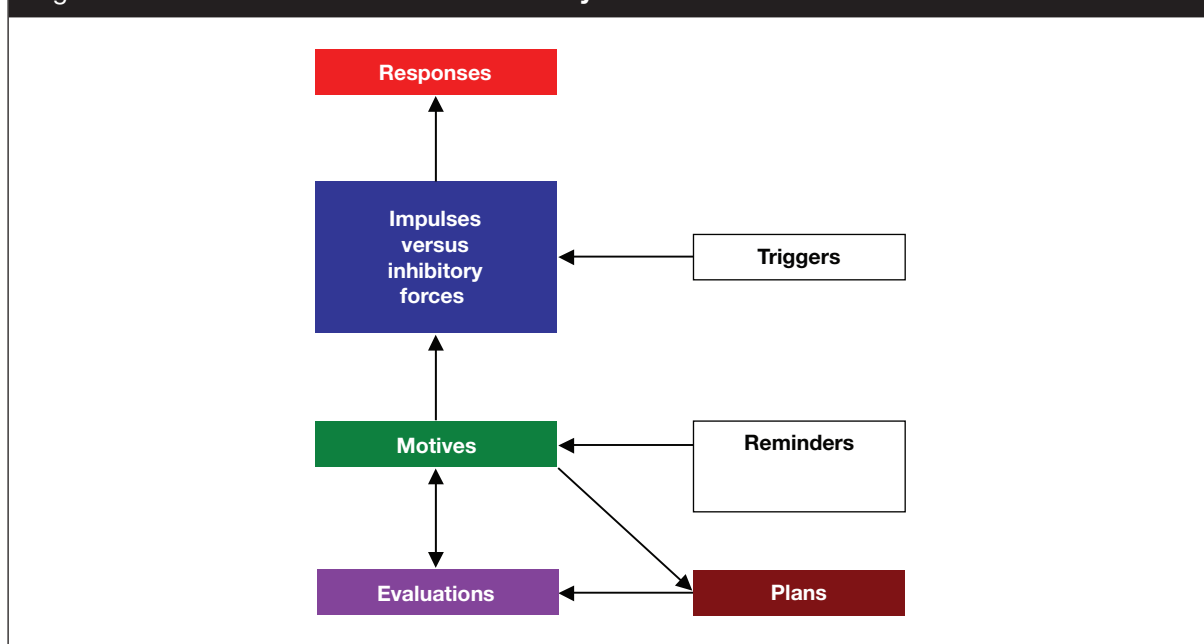 Responses
Impulses
versus
inhibitory
forces
Triggers
Motives
Reminders
Evaluations
Plans